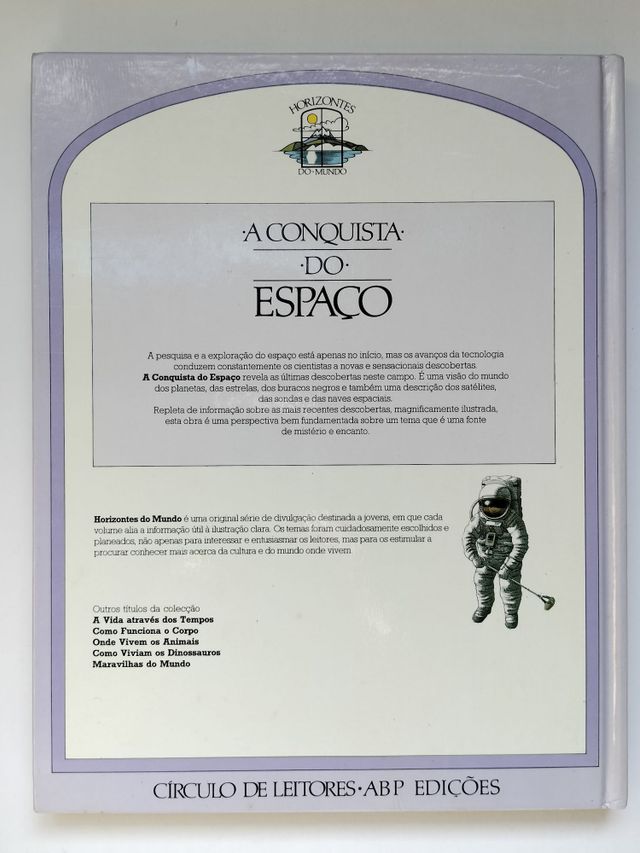 HORIZONTES
DO·MUNDO
·A CONQUISTA·
·DO·
ESPAÇO
A pesquisa e a exploração do espaço está apenas no início, mas os avanços da tecnologia
conduzem constantemente os cientistas a novas e sensacionais descobertas.
A Conquista do Espaço revela as últimas descobertas neste campo. É uma visão do mundo
dos planetas, das estrelas, dos buracos negros e também uma descrição dos satélites,
das sondas e das naves espaciais.
Repleta de informação sobre as mais recentes descobertas, magnificamente ilustrada,
esta obra é uma perspectiva bem fundamentada sobre um tema que é uma fonte
de mistério e encanto.
Horizontes do Mundo é uma original série de divulgação destinada a jovens, em que cada
volume alia a informação útil à ilustração clara. Os temas foram cuidadosamente escolhidos e
planeados, não apenas para interessar e entusiasmar os leitores, mas para os estimular a
procurar conhecer mais acerca da cultura e do mundo onde vivem.
Outros títulos da colecção
A Vida através dos Tempos
Como Funciona o Corpo
Onde Vivem os Animais
Como Viviam os Dinossauros
Maravilhas do Mundo
CÍRCULO DE LEITORES·ABP EDIÇÕES